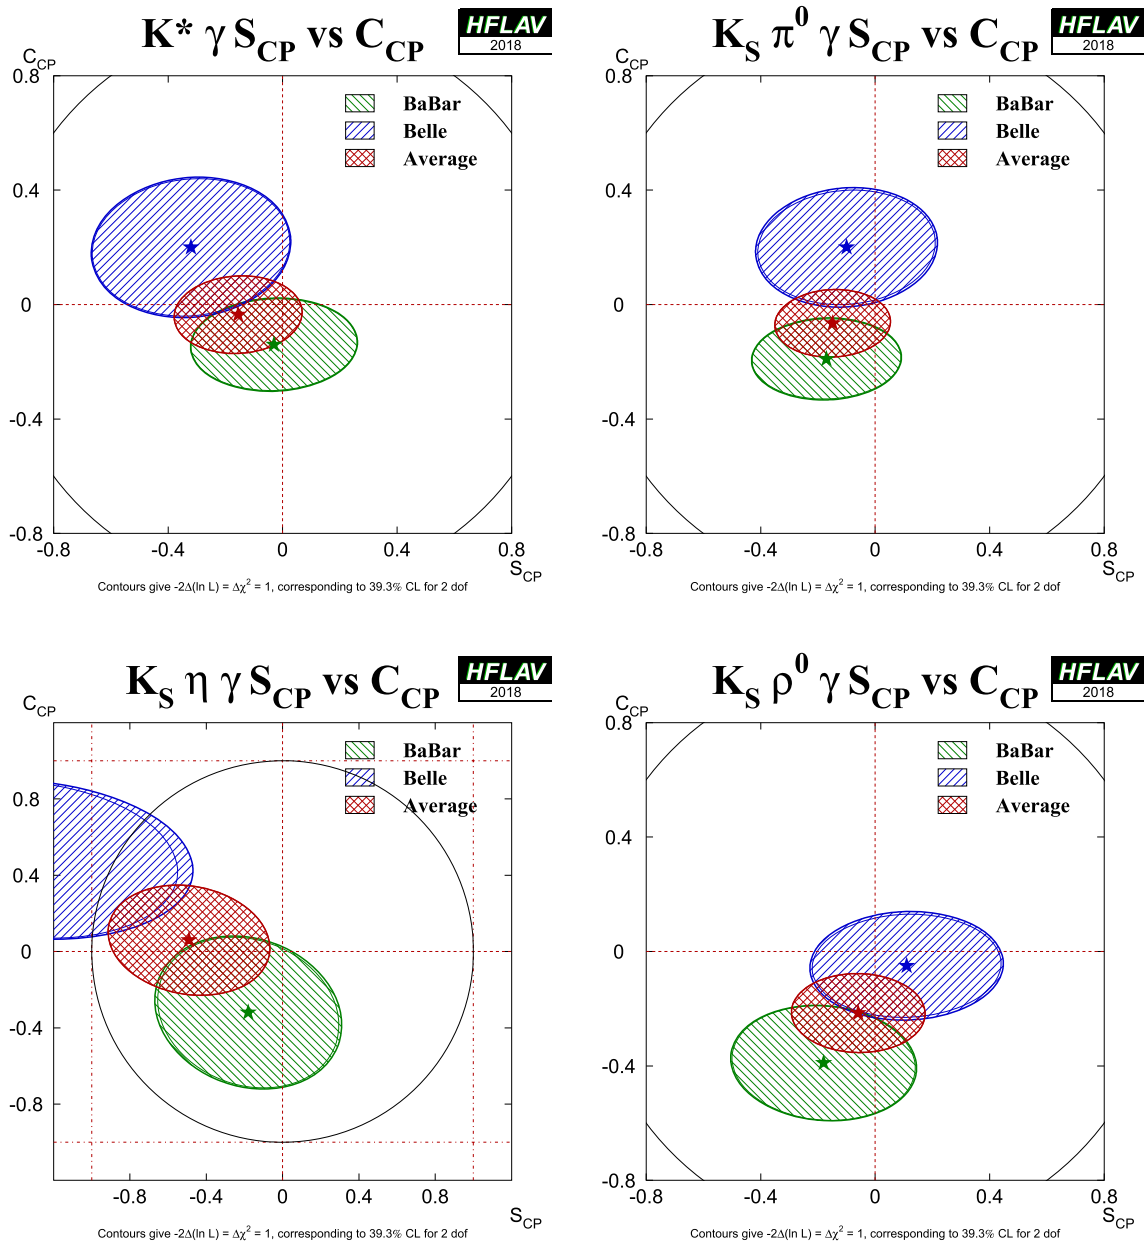 K* γ S_CP vs C_CP
HFLAV
2018
C_CP
BaBar
Belle
Average
0.8
0.4
0
-0.4
-0.8
-0.8 -0.4 0 0.4 0.8
S_CP
Contours give -2Δ(ln L) = Δχ² = 1, corresponding to 39.3% CL for 2 dof
K_S π⁰ γ S_CP vs C_CP
HFLAV
2018
C_CP
BaBar
Belle
Average
0.8
0.4
0
-0.4
-0.8
-0.8 -0.4 0 0.4 0.8
S_CP
Contours give -2Δ(ln L) = Δχ² = 1, corresponding to 39.3% CL for 2 dof
K_S η γ S_CP vs C_CP
HFLAV
2018
C_CP
BaBar
Belle
Average
0.8
0.4
0
-0.4
-0.8
-0.8 -0.4 0 0.4 0.8
S_CP
Contours give -2Δ(ln L) = Δχ² = 1, corresponding to 39.3% CL for 2 dof
K_S ρ⁰ γ S_CP vs C_CP
HFLAV
2018
C_CP
BaBar
Belle
Average
0.8
0.4
0
-0.4
-0.8
-0.8 -0.4 0 0.4 0.8
S_CP
Contours give -2Δ(ln L) = Δχ² = 1, corresponding to 39.3% CL for 2 dof